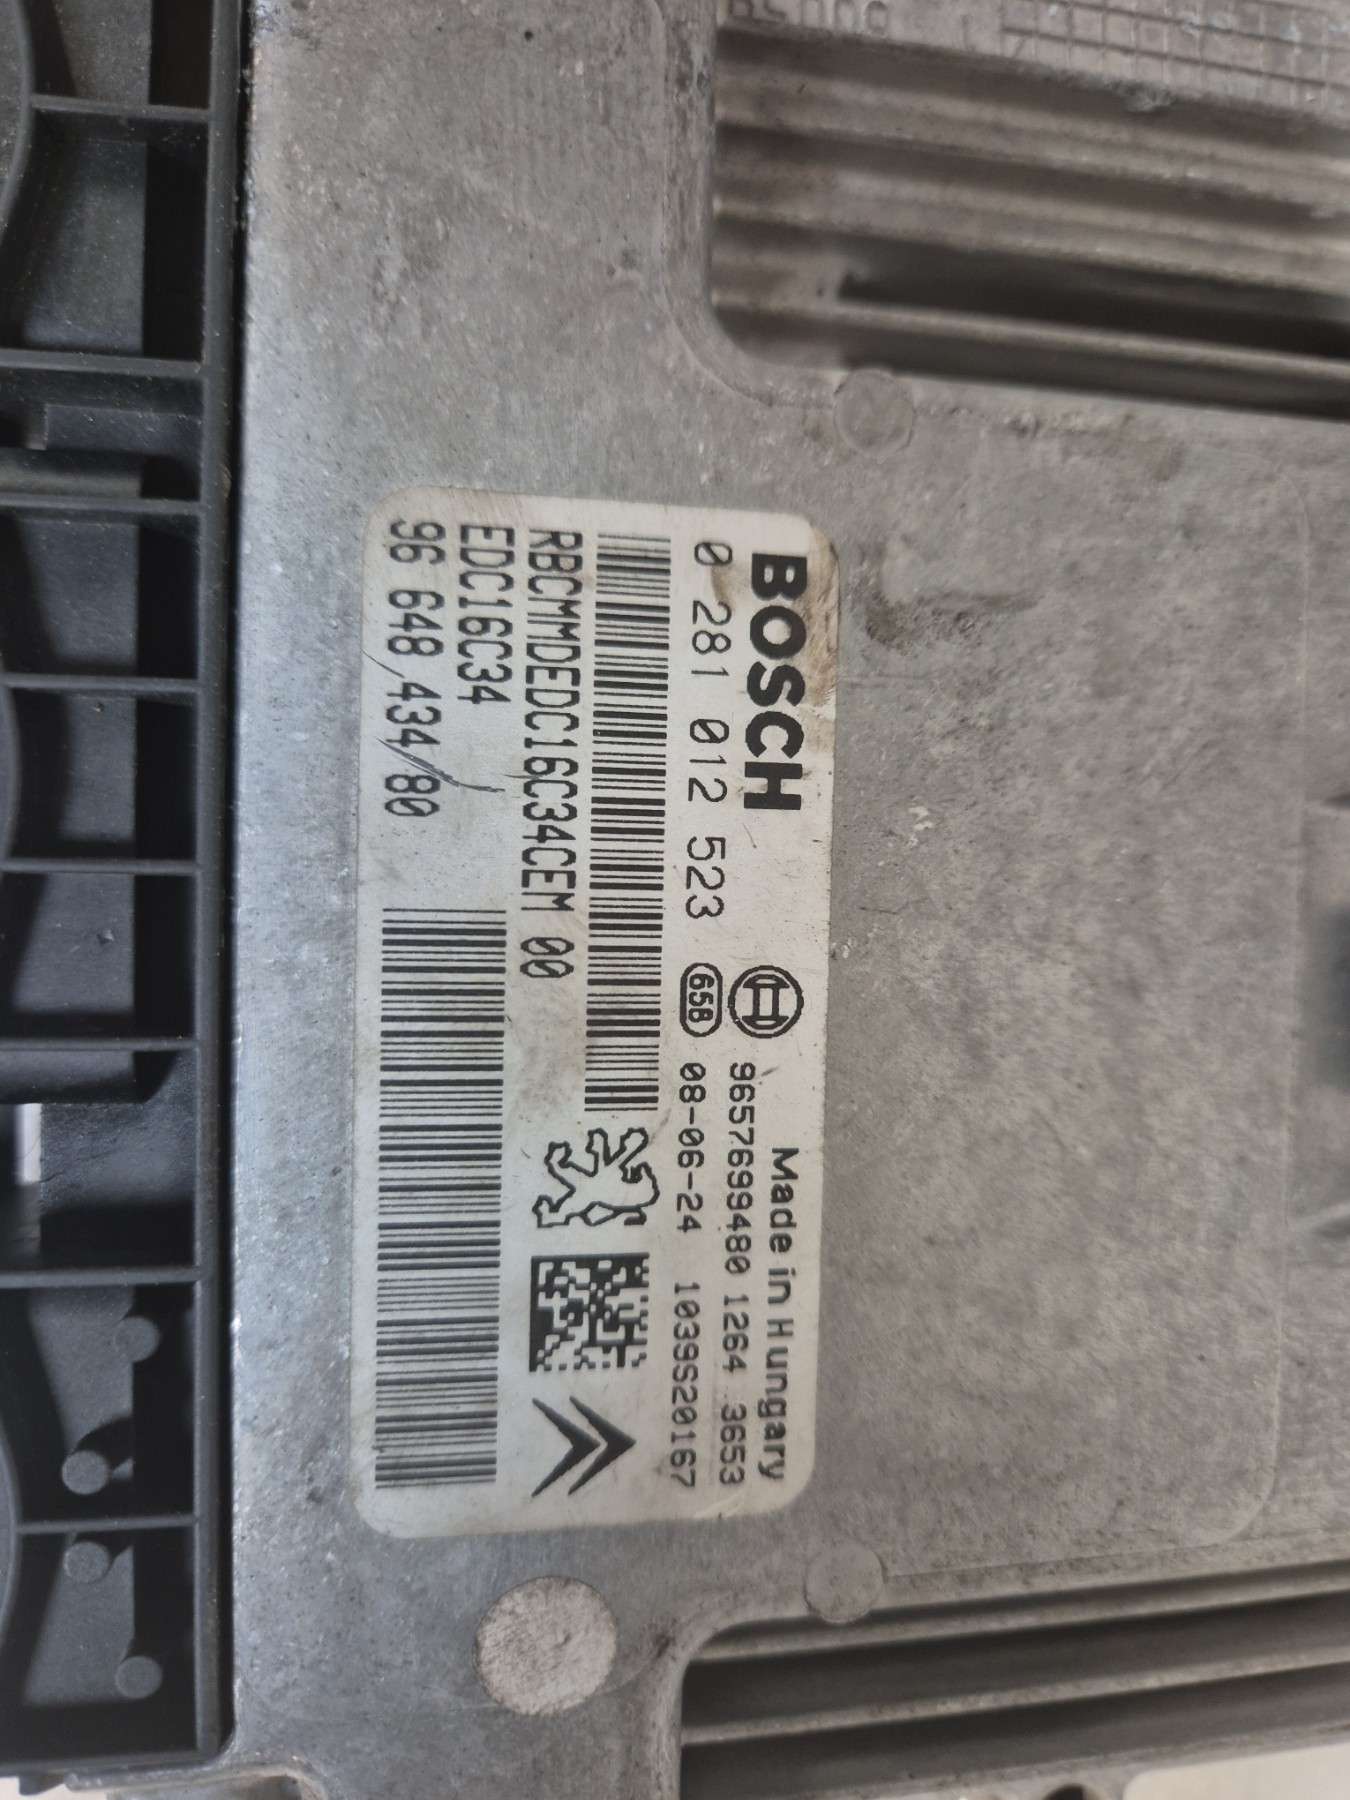 BOSCH
Made in Hungary
9657699480 1264 3653
0 281 012 523
65B
08-06-24 1039S20167
RBCMMDEDC16C34CEM 00
EDC16C34
96 648 434 80